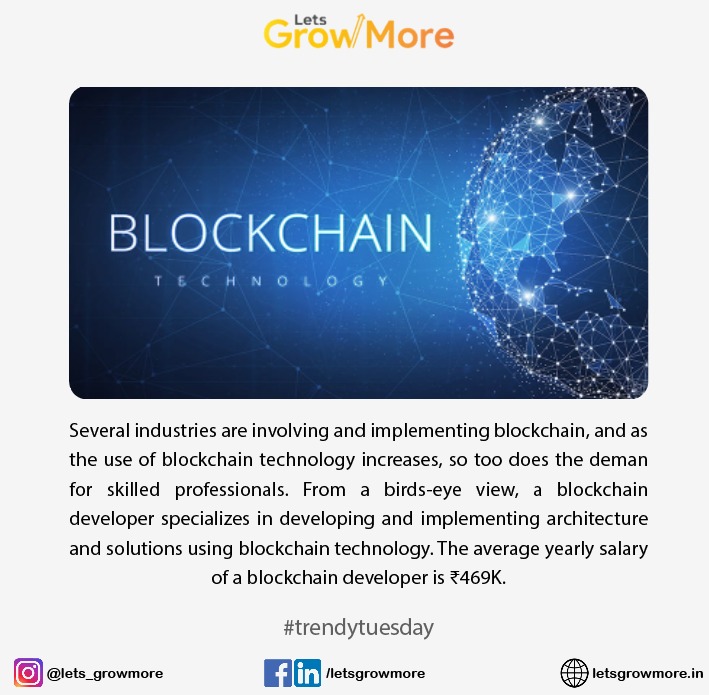 Lets
GrowMore
BLOCKCHAIN
TECHNOLOGY
Several industries are involving and implementing blockchain, and as
the use of blockchain technology increases, so too does the deman
for skilled professionals. From a birds-eye view, a blockchain
developer specializes in developing and implementing architecture
and solutions using blockchain technology. The average yearly salary
of a blockchain developer is ₹469K.
#trendytuesday
@lets_growmore
/letsgrowmore
letsgrowmore.in